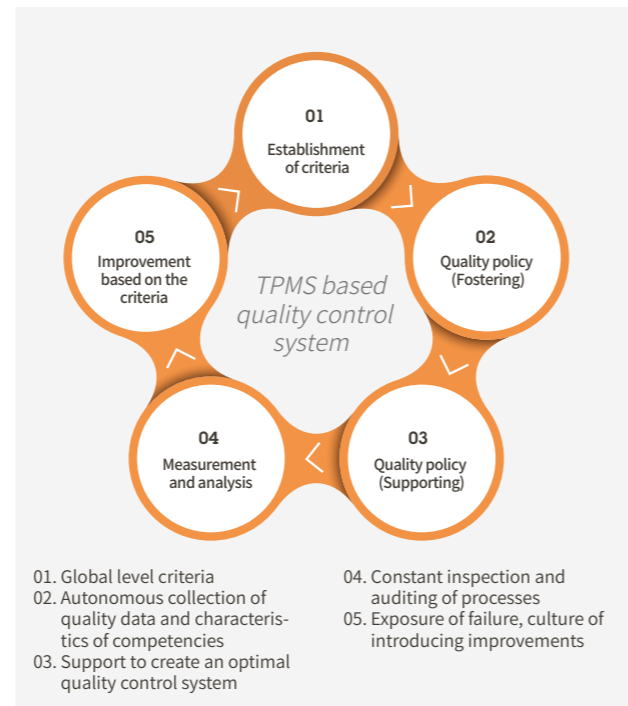 01
Establishment
of criteria
02
Quality policy
(Fostering)
03
Quality policy
(Supporting)
04
Measurement
and analysis
05
Improvement
based on the
criteria
TPMS based
quality control
system
01. Global level criteria
02. Autonomous collection of
quality data and characteris-
tics of competencies
03. Support to create an optimal
quality control system
04. Constant inspection and
auditing of processes
05. Exposure of failure, culture of
introducing improvements